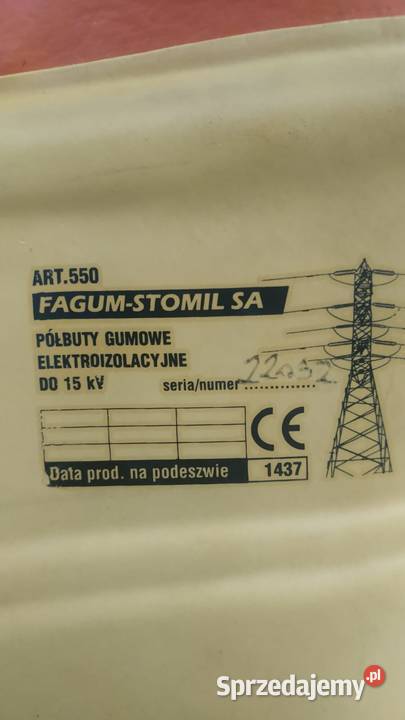 ART.550
FAGUM-STOMIL SA
PÓŁBUTY GUMOWE
ELEKTROIZOLACYJNE
DO 15 kV seria/numer ...............
CE
Data prod. na podeszwie 1437
Sprzedajemy.pl